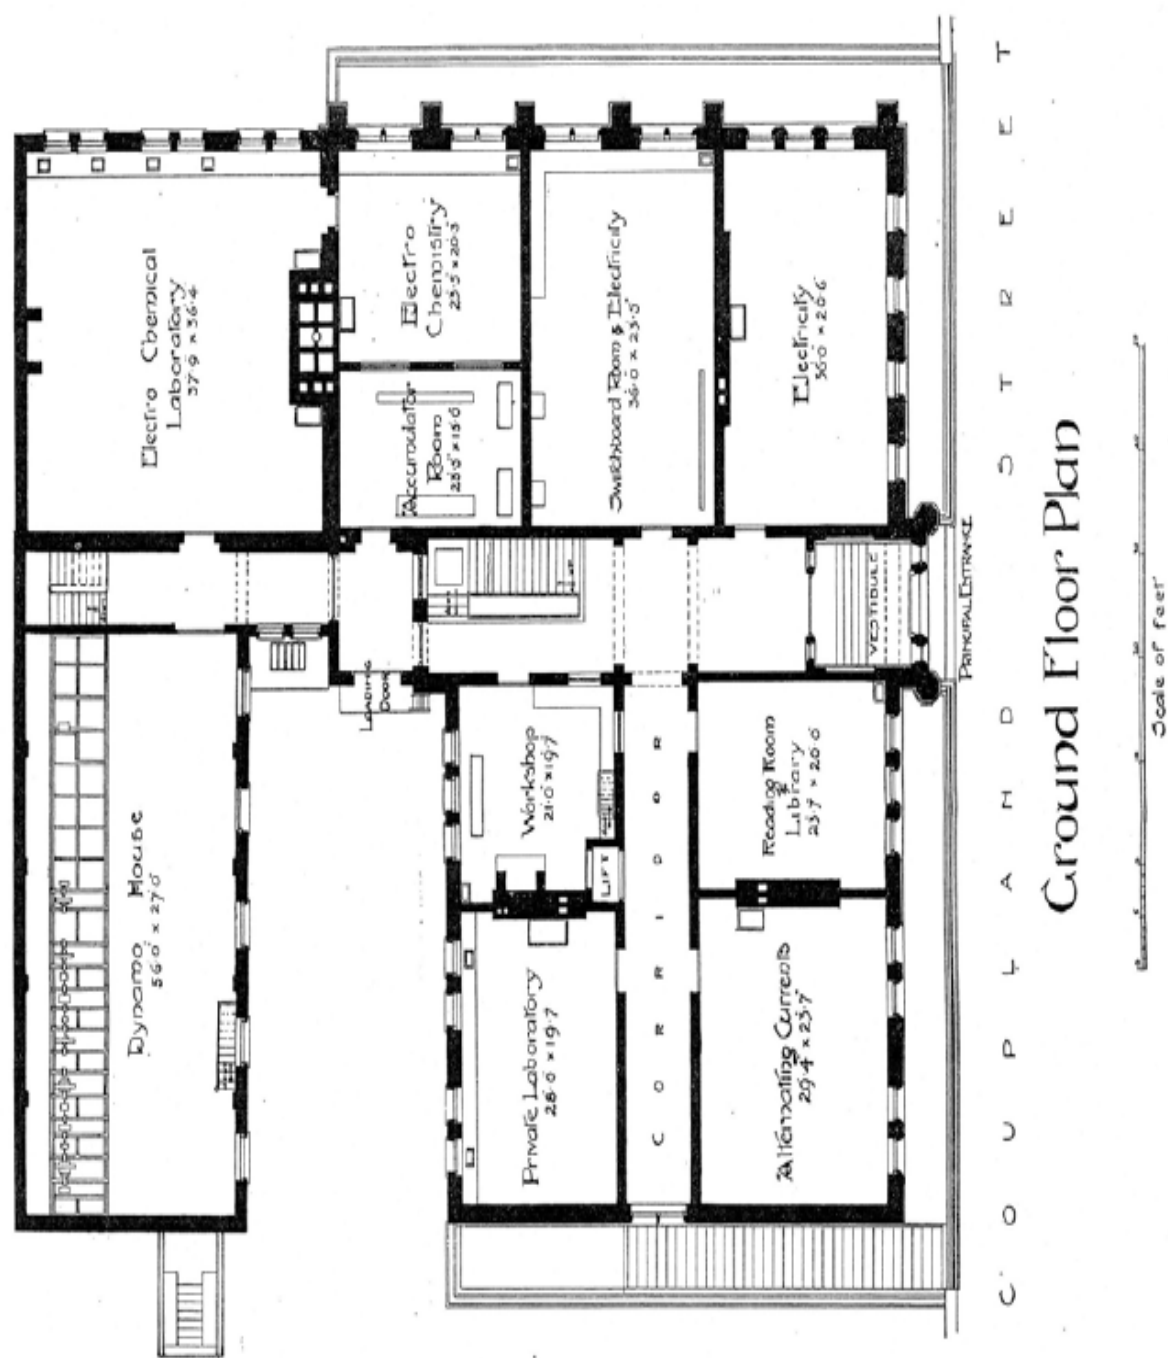 Electro Chemical
Laboratory
37·9 × 36·4
Electro
Chemistry
23·5 × 20·3
Accumulator
Room
23·5 × 15·0
Switchboard Room & Electricity
36·0 × 23·5
Electricity
36·0 × 20·6
Dynamo House
56·0 × 27·0
LOADING
DOOR
VESTIBULE
PRINCIPAL ENTRANCE
Workshop
21·0 × 19·7
LIFT
CORRIDOR
Reading Room
&
Library
23·7 × 20·0
Private Laboratory
28·0 × 19·7
Alternating Currents
29·4 × 23·7
COUPLAND STREET
Ground Floor Plan
Scale of Feet